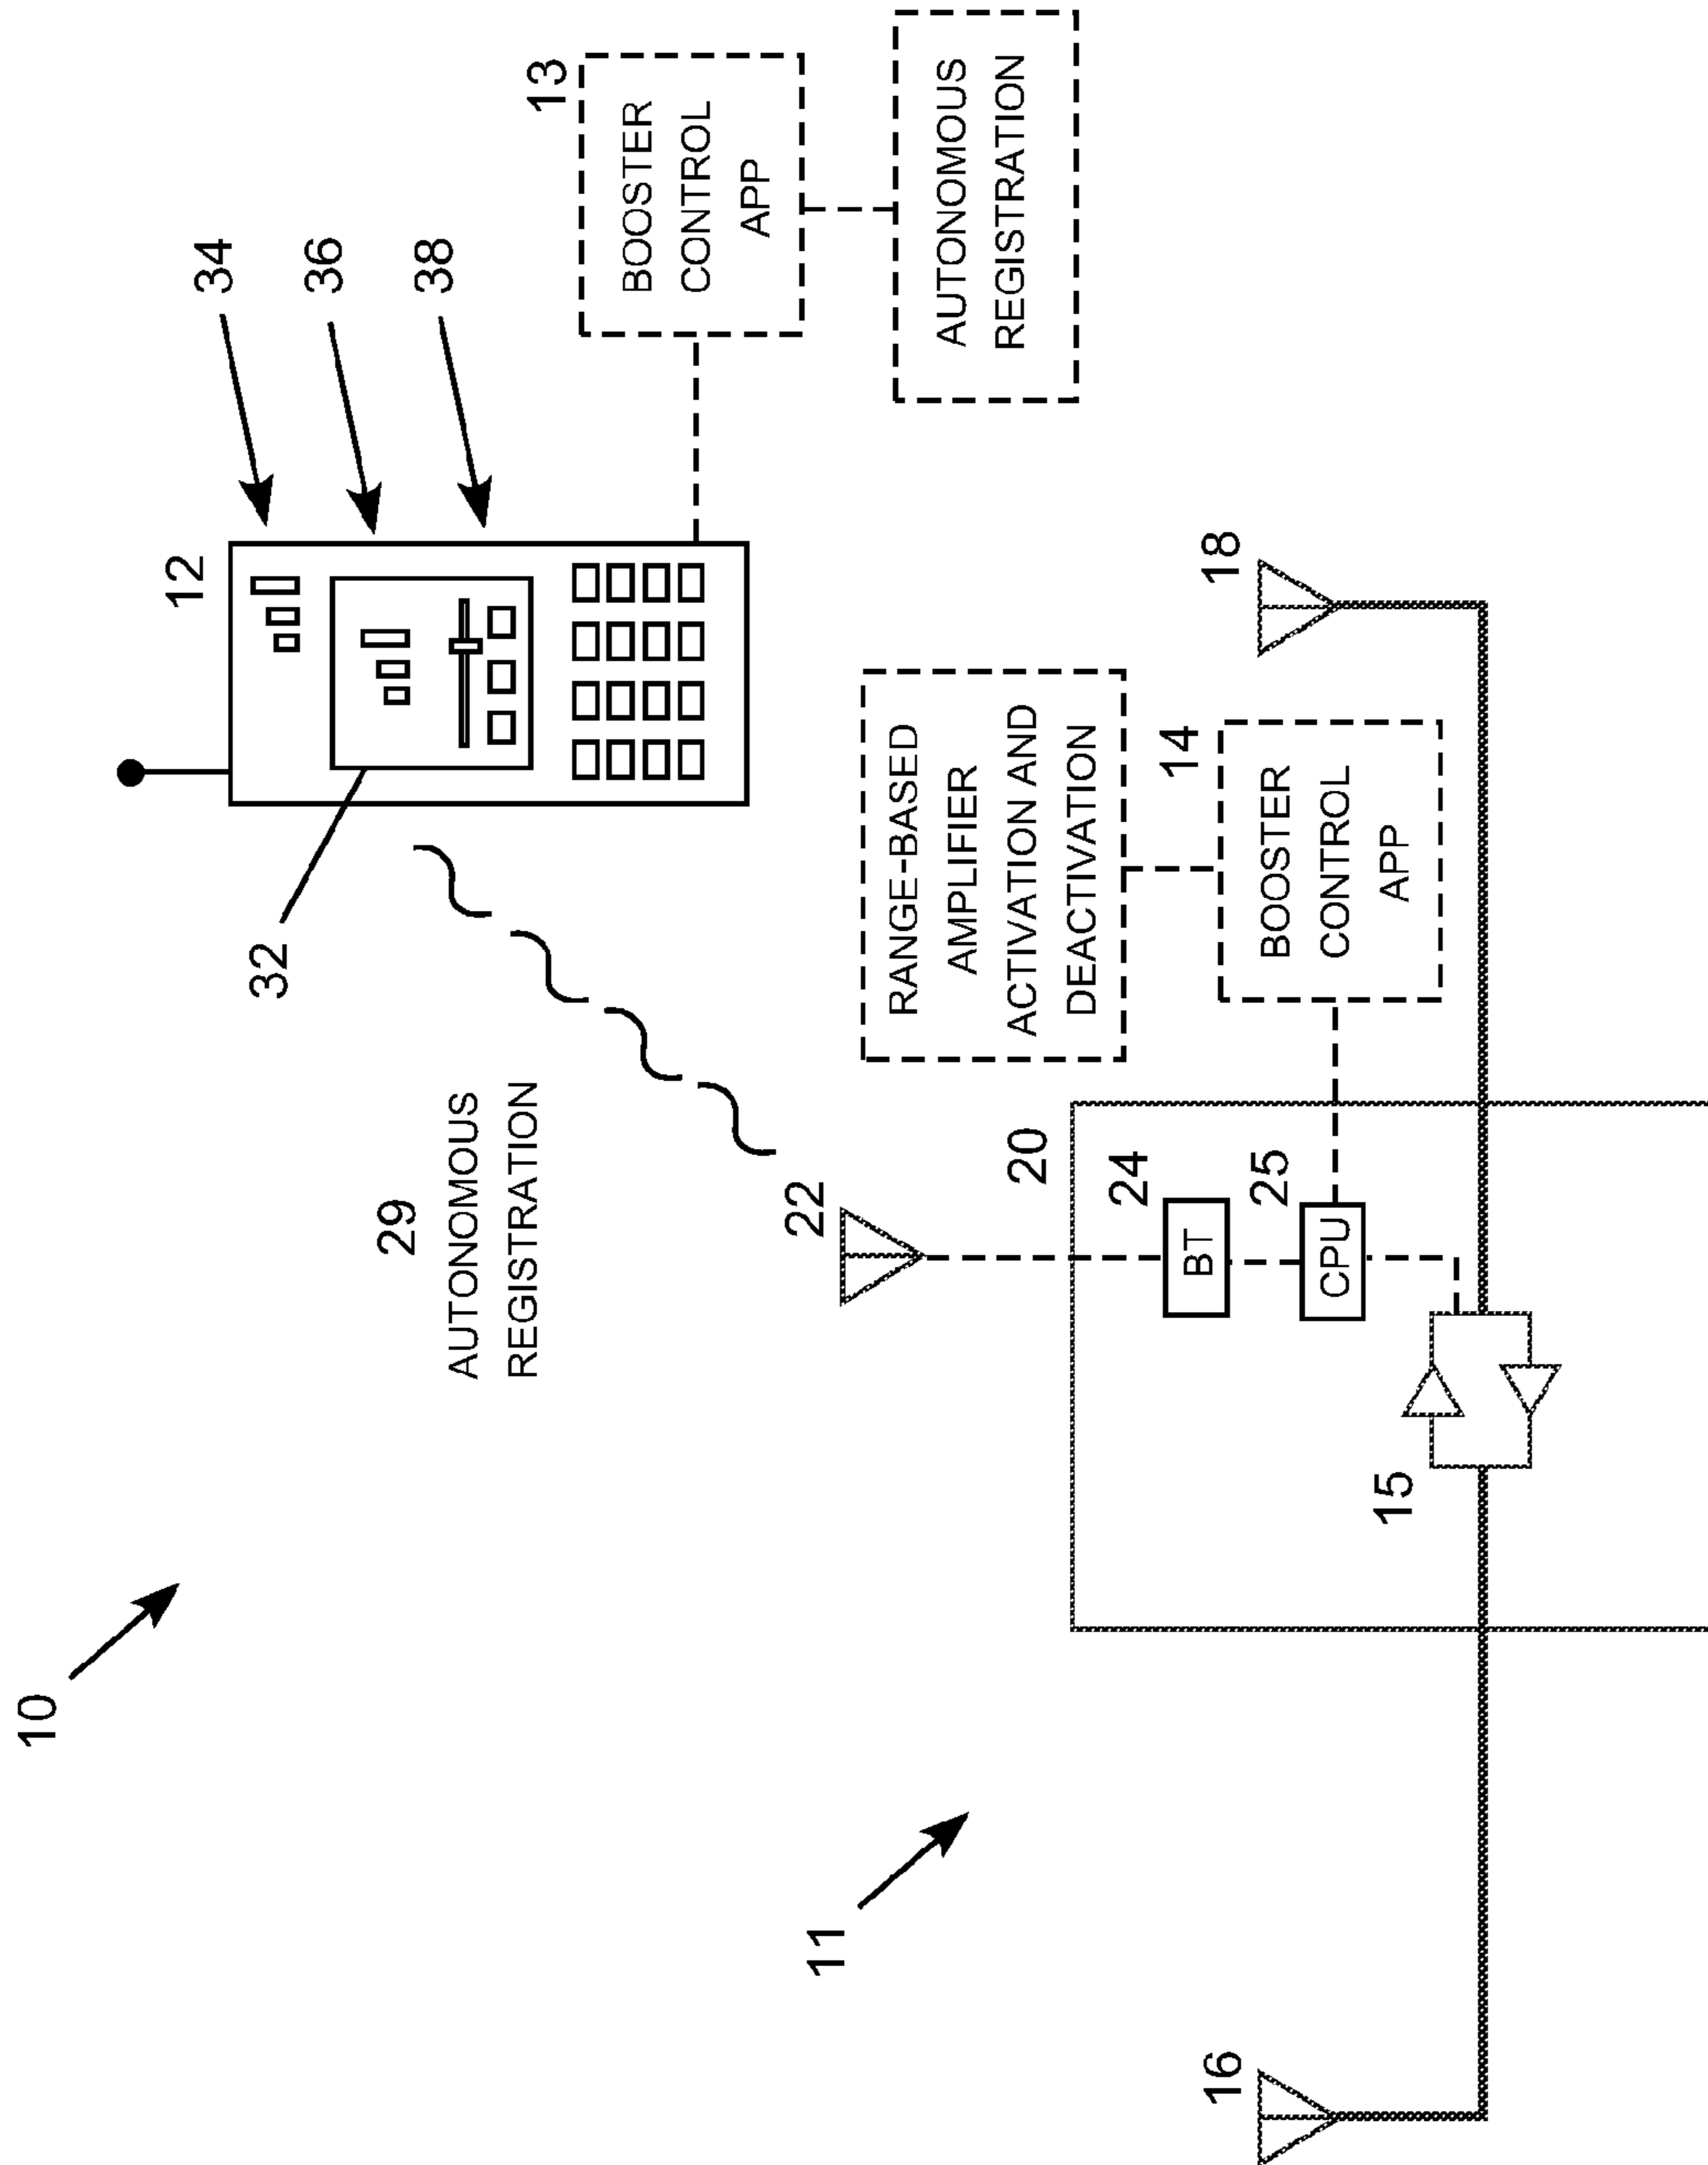 10
29
AUTONOMOUS
REGISTRATION
32
12
34
36
38
13
BOOSTER
CONTROL
APP
AUTONOMOUS
REGISTRATION
11
22
20
RANGE-BASED
AMPLIFIER
ACTIVATION AND
DEACTIVATION
24
BT
25
CPU
14
BOOSTER
CONTROL
APP
16
15
18